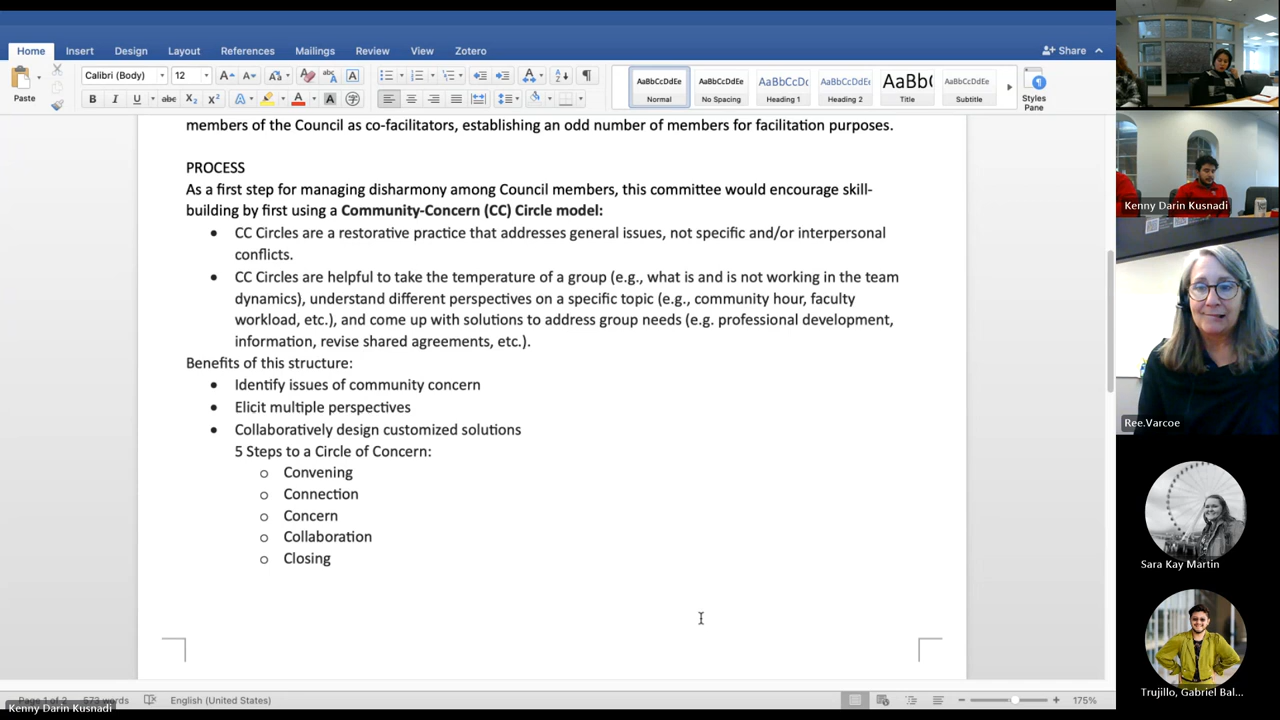 Home Insert Design Layout References Mailings Review View Zotero Share
Calibri (Body) 12
Paste
AaBbCcDdEe AaBbCcDdEe AaBbCcDc AaBbCcDdE AaBb( AaBbCcDdEe
Normal No Spacing Heading 1 Heading 2 Title Subtitle
Styles
Pane
members of the Council as co-facilitators, establishing an odd number of members for facilitation purposes.
PROCESS
As a first step for managing disharmony among Council members, this committee would encourage skill-
building by first using a Community-Concern (CC) Circle model:
• CC Circles are a restorative practice that addresses general issues, not specific and/or interpersonal
conflicts.
• CC Circles are helpful to take the temperature of a group (e.g., what is and is not working in the team
dynamics), understand different perspectives on a specific topic (e.g., community hour, faculty
workload, etc.), and come up with solutions to address group needs (e.g. professional development,
information, revise shared agreements, etc.).
Benefits of this structure:
• Identify issues of community concern
• Elicit multiple perspectives
• Collaboratively design customized solutions
5 Steps to a Circle of Concern:
o Convening
o Connection
o Concern
o Collaboration
o Closing
Page 1 of 2 573 words English (United States) 175%
Kenny Darin Kusnadi
Kenny Darin Kusnadi
Ree.Varcoe
Sara Kay Martin
Trujillo, Gabriel Bal...